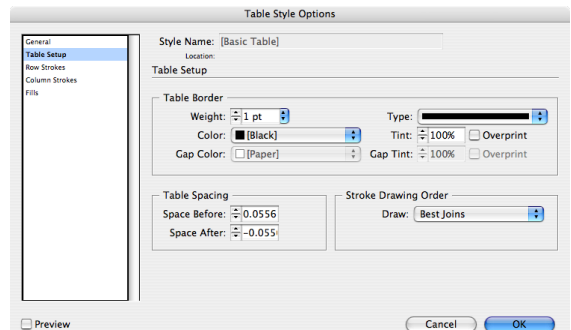 Table Style Options
General
Table Setup
Row Strokes
Column Strokes
Fills
Style Name: [Basic Table]
Location:
Table Setup
Table Border
Weight: 1 pt
Type:
Color: [Black]
Tint: 100%
Overprint
Gap Color: [Paper]
Gap Tint: 100%
Overprint
Table Spacing
Space Before: 0.0556
Space After: -0.055
Stroke Drawing Order
Draw: Best Joins
Preview
Cancel
OK